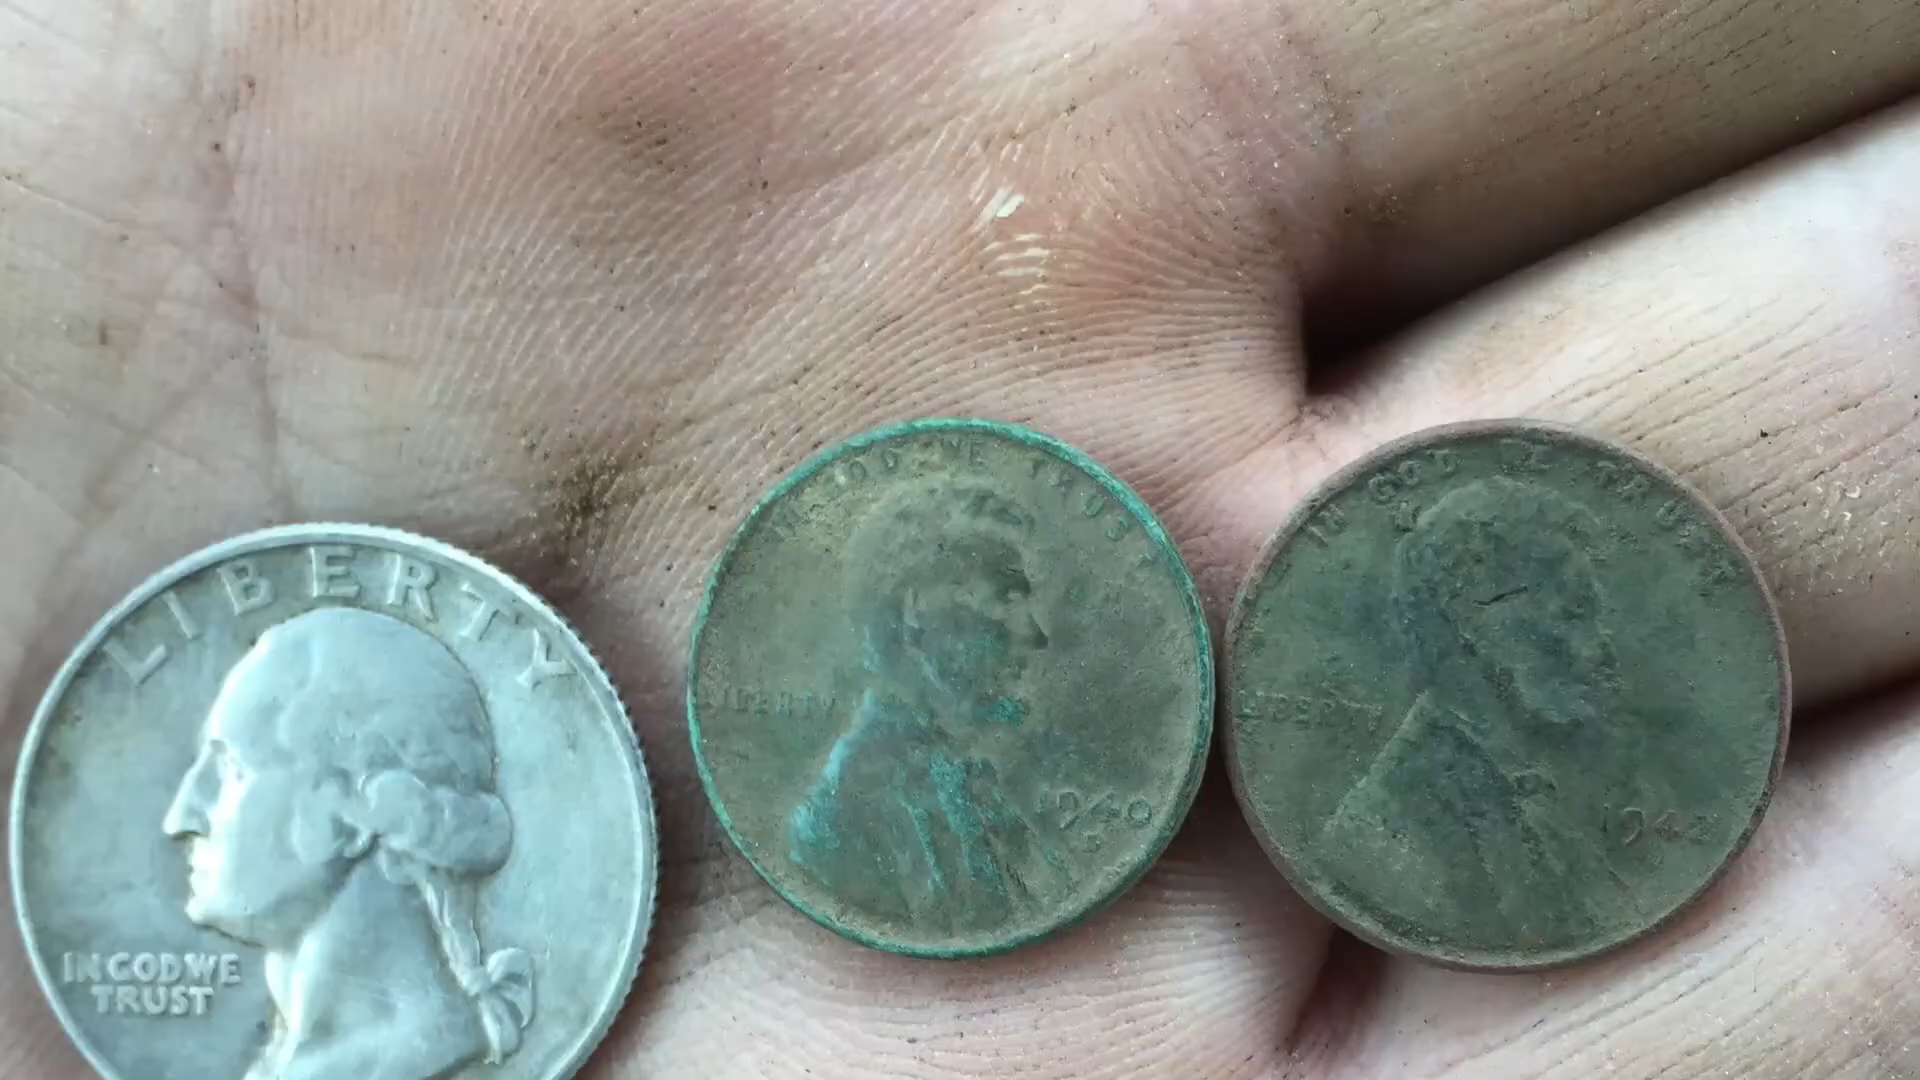 LIBERTY
IN GOD WE
TRUST
IN GOD WE TRUST
LIBERTY
1940
S
IN GOD WE TRUST
LIBERTY